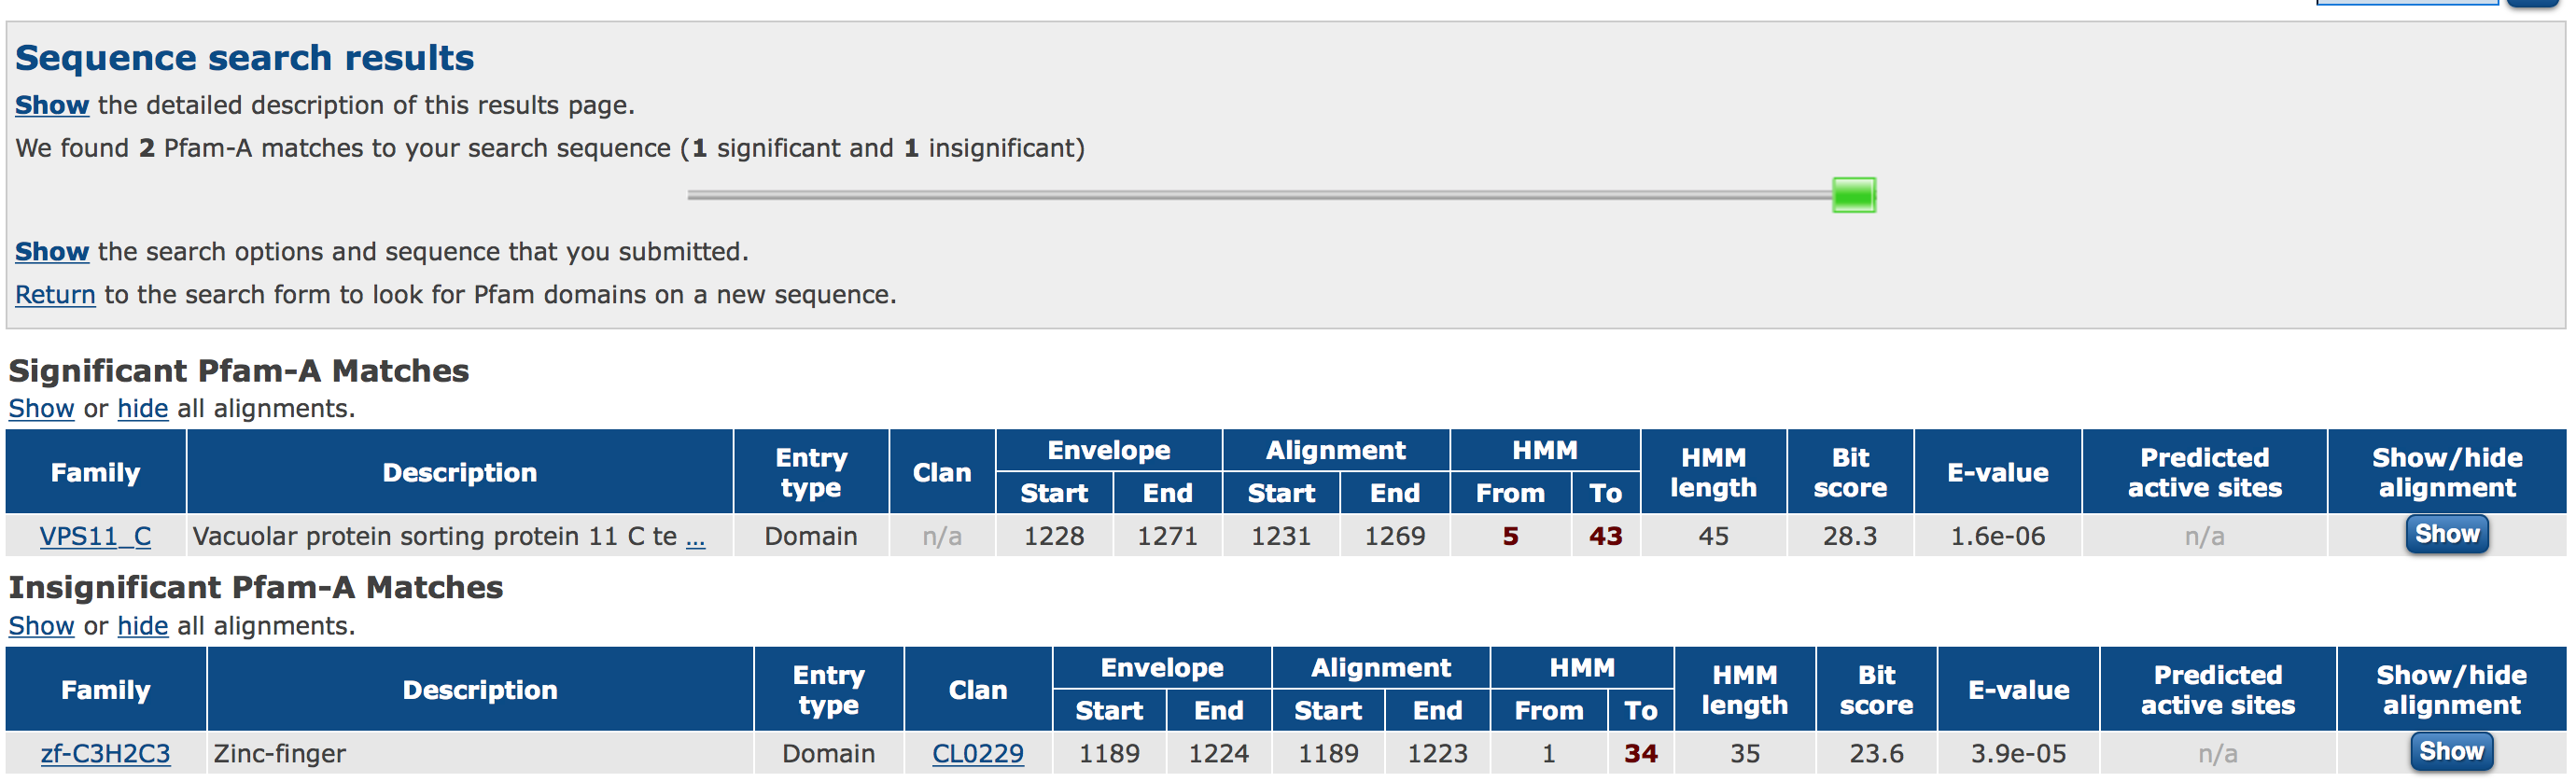 Sequence search results
Show the detailed description of this results page.
We found 2 Pfam-A matches to your search sequence (1 significant and 1 insignificant)
Show the search options and sequence that you submitted.
Return to the search form to look for Pfam domains on a new sequence.
Significant Pfam-A Matches
Show or hide all alignments.
Family Description Entry type Clan Envelope Alignment HMM HMM length Bit score E-value Predicted active sites Show/hide alignment
Start End Start End From To
VPS11_C Vacuolar protein sorting protein 11 C te ... Domain n/a 1228 1271 1231 1269 5 43 45 28.3 1.6e-06 n/a Show
Insignificant Pfam-A Matches
Show or hide all alignments.
Family Description Entry type Clan Envelope Alignment HMM HMM length Bit score E-value Predicted active sites Show/hide alignment
Start End Start End From To
zf-C3H2C3 Zinc-finger Domain CL0229 1189 1224 1189 1223 1 34 35 23.6 3.9e-05 n/a Show